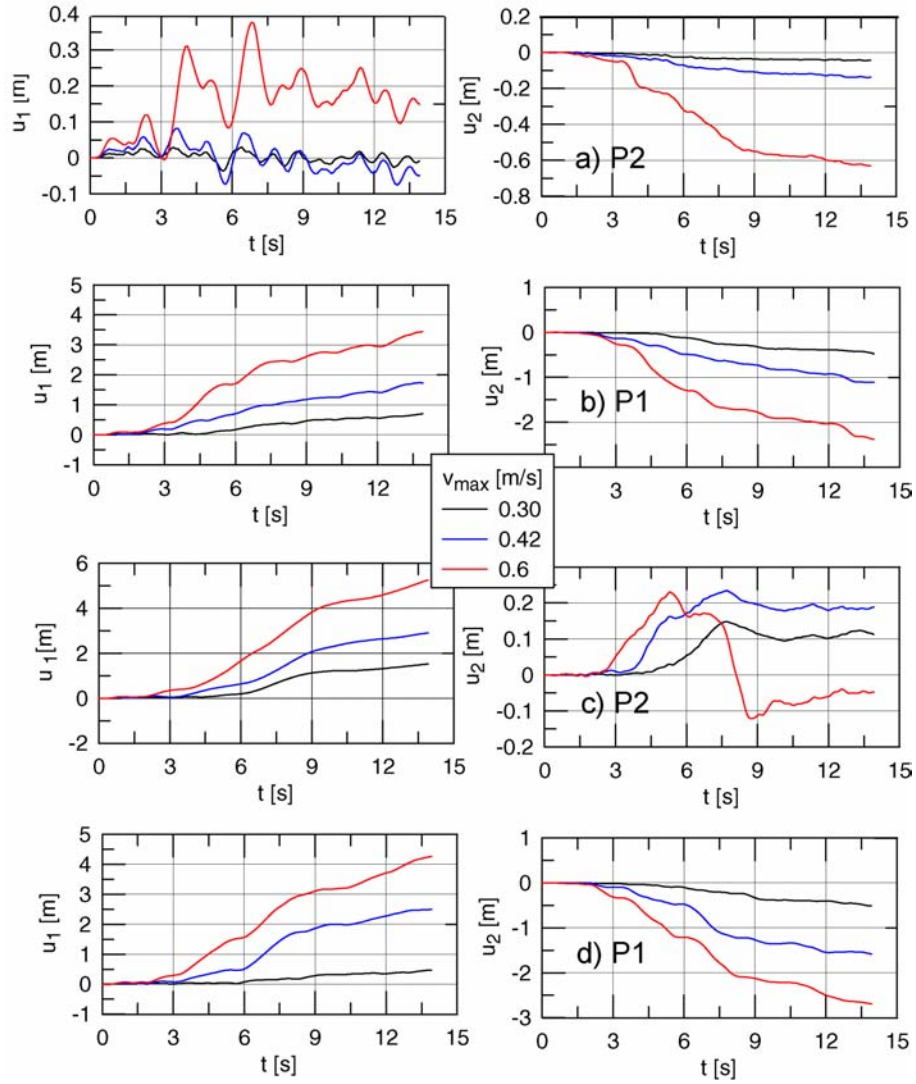 0.4
0.3
0.2
0.1
0
-0.1
u1 [m]
0 3 6 9 12 15
t [s]
0.2
0
-0.2
-0.4
-0.6
-0.8
u2 [m]
a) P2
0 3 6 9 12 15
t [s]
5
4
3
2
1
0
-1
u1 [m]
0 3 6 9 12
t [s]
1
0
-1
-2
u2 [m]
b) P1
3 6 9 12 15
t [s]
vmax [m/s]
0.30
0.42
0.6
6
4
2
0
-2
u1[m]
0 3 6 9 12 15
t [s]
0.2
0.1
0
-0.1
-0.2
u2 [m]
c) P2
0 3 6 9 12 15
t [s]
5
4
3
2
1
0
-1
u1 [m]
0 3 6 9 12 15
t [s]
1
0
-1
-2
-3
u2 [m]
d) P1
0 3 6 9 12 15
t [s]